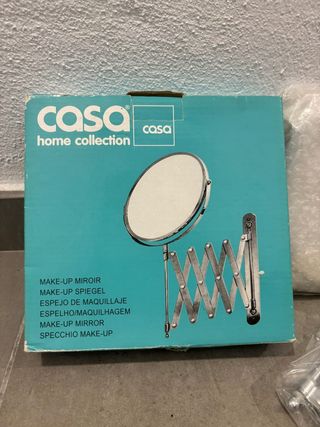 casa®
home collection
casa
MAKE-UP MIROIR
MAKE-UP SPIEGEL
ESPEJO DE MAQUILLAJE
ESPELHO/MAQUILHAGEM
MAKE-UP MIRROR
SPECCHIO MAKE-UP